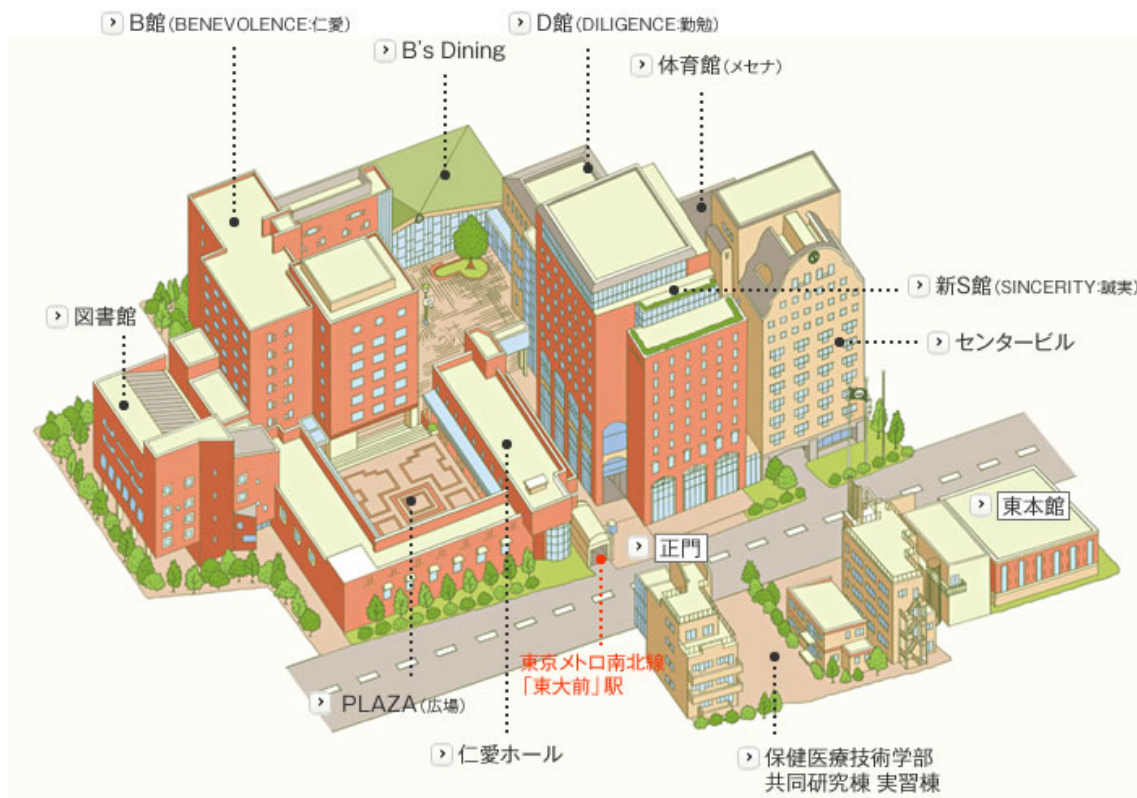 B館(BENEVOLENCE:仁愛)
D館(DILIGENCE:勤勉)
B's Dining
体育館(メセナ)
新S館(SINCERITY:誠実)
図書館
センタービル
東本館
正門
東京メトロ南北線
「東大前」駅
PLAZA(広場)
仁愛ホール
保健医療技術学部
共同研究棟 実習棟